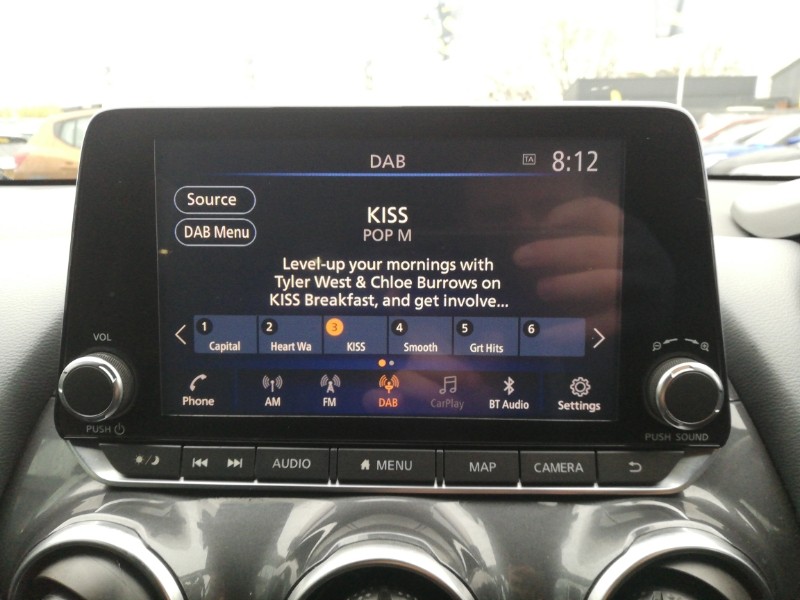 DAB
TA
8:12
Source
DAB Menu
KISS
POP M
Level-up your mornings with
Tyler West & Chloe Burrows on
KISS Breakfast, and get involve...
1 2 3 4 5 6
Capital Heart Wa KISS Smooth Grt Hits
Phone AM FM DAB CarPlay BT Audio Settings
VOL
PUSH
PUSH SOUND
AUDIO MENU MAP CAMERA